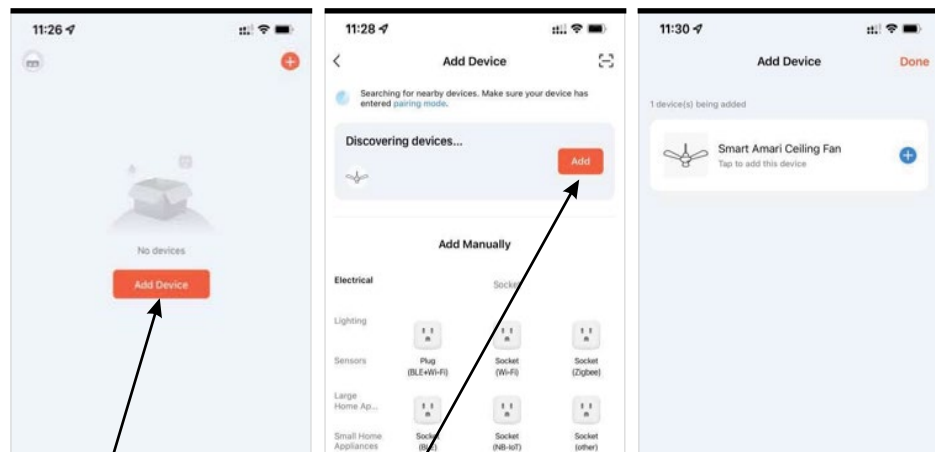 11:26
No devices
Add Device
11:28
Add Device
Searching for nearby devices. Make sure your device has
entered pairing mode.
Discovering devices...
Add
Add Manually
Electrical
Socket
Lighting
Sensors
Plug
(BLE+Wi-Fi)
Socket
(Wi-Fi)
Socket
(Zigbee)
Large
Home Ap...
Small Home
Appliances
Socket
(BLE)
Socket
(NB-IoT)
Socket
(other)
11:30
Add Device
Done
1 device(s) being added
Smart Amari Ceiling Fan
Tap to add this device